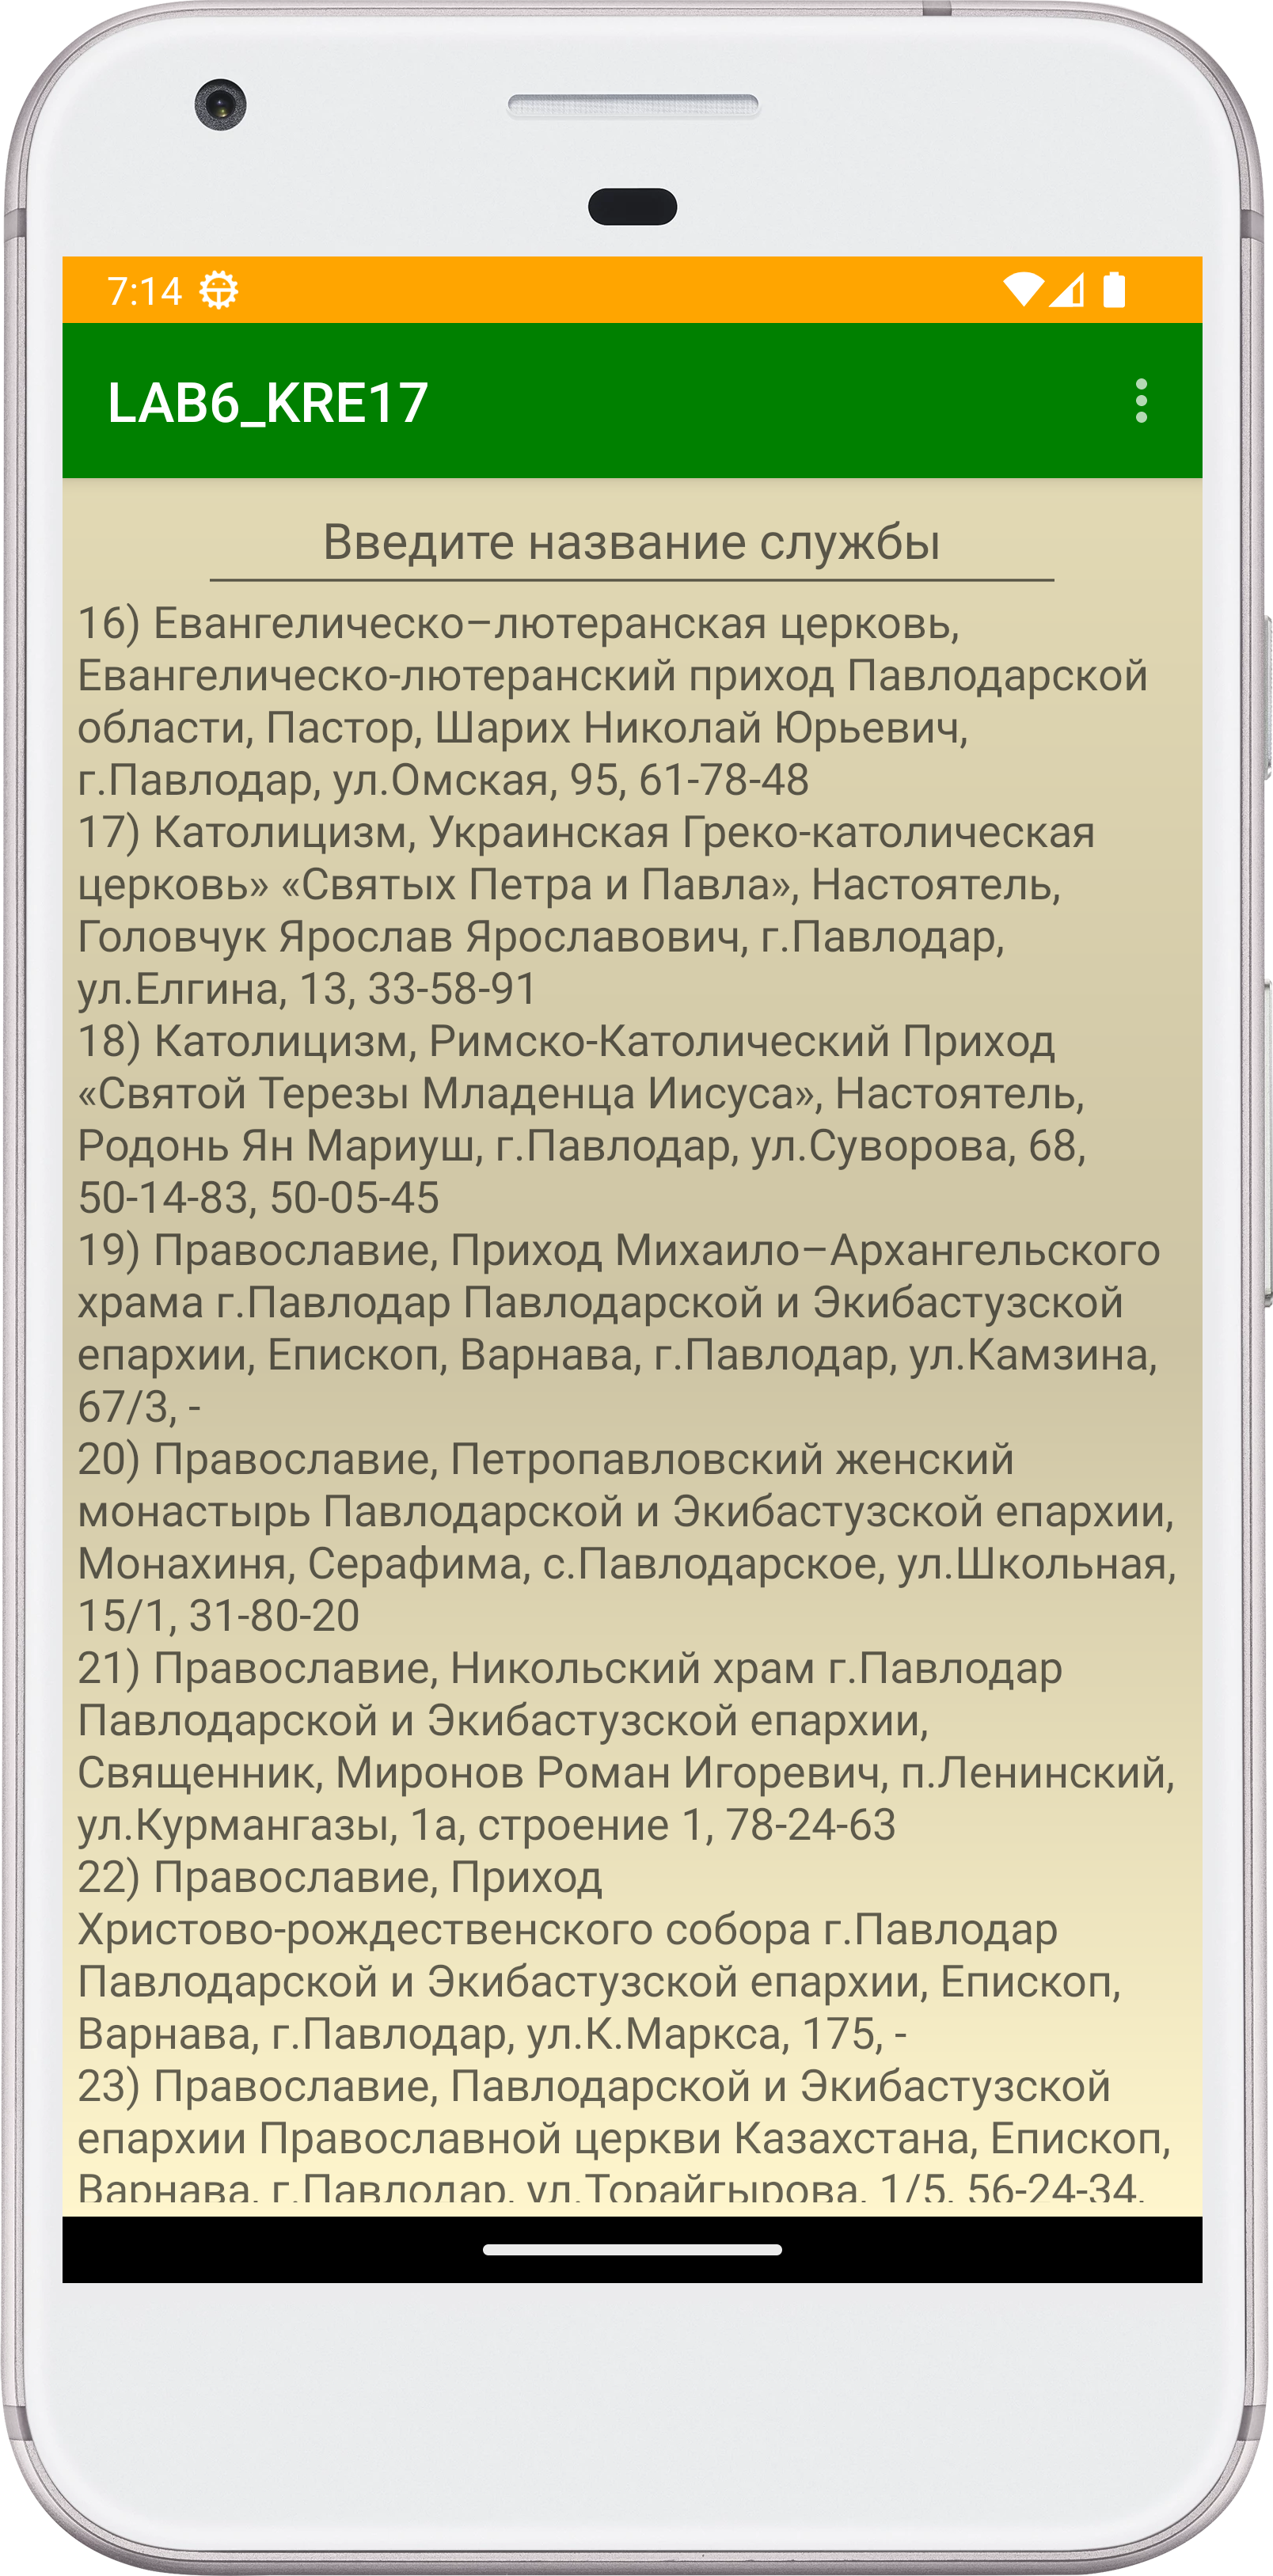 7:14
LAB6_KRE17
Введите название службы
16) Евангелическо–лютеранская церковь,
Евангелическо-лютеранский приход Павлодарской
области, Пастор, Шарих Николай Юрьевич,
г.Павлодар, ул.Омская, 95, 61-78-48
17) Католицизм, Украинская Греко-католическая
церковь» «Святых Петра и Павла», Настоятель,
Головчук Ярослав Ярославович, г.Павлодар,
ул.Елгина, 13, 33-58-91
18) Католицизм, Римско-Католический Приход
«Святой Терезы Младенца Иисуса», Настоятель,
Родонь Ян Мариуш, г.Павлодар, ул.Суворова, 68,
50-14-83, 50-05-45
19) Православие, Приход Михаило–Архангельского
храма г.Павлодар Павлодарской и Экибастузской
епархии, Епископ, Варнава, г.Павлодар, ул.Камзина,
67/3, -
20) Православие, Петропавловский женский
монастырь Павлодарской и Экибастузской епархии,
Монахиня, Серафима, с.Павлодарское, ул.Школьная,
15/1, 31-80-20
21) Православие, Никольский храм г.Павлодар
Павлодарской и Экибастузской епархии,
Священник, Миронов Роман Игоревич, п.Ленинский,
ул.Курмангазы, 1а, строение 1, 78-24-63
22) Православие, Приход
Христово-рождественского собора г.Павлодар
Павлодарской и Экибастузской епархии, Епископ,
Варнава, г.Павлодар, ул.К.Маркса, 175, -
23) Православие, Павлодарской и Экибастузской
епархии Православной церкви Казахстана, Епископ,
Варнава, г.Павлодар, ул.Торайгырова, 1/5, 56-24-34,